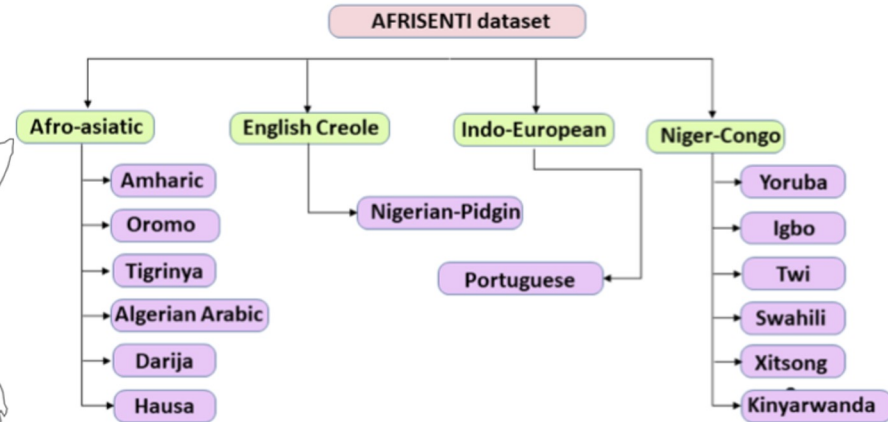 AFRISENTI dataset
Afro-asiatic
English Creole
Indo-European
Niger-Congo
Amharic
Oromo
Tigrinya
Algerian Arabic
Darija
Hausa
Nigerian-Pidgin
Portuguese
Yoruba
Igbo
Twi
Swahili
Xitsong
Kinyarwanda